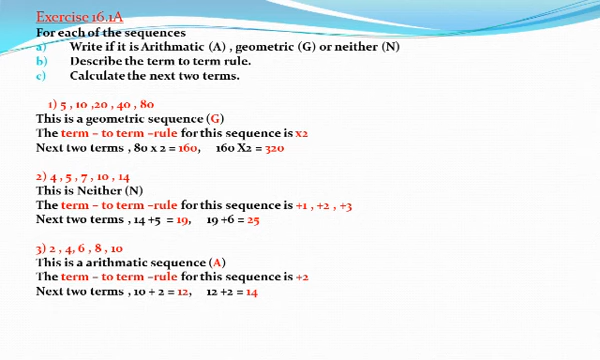 Exercise 16.1A
For each of the sequences
a) Write if it is Arithmatic (A) , geometric (G) or neither (N)
b) Describe the term to term rule.
c) Calculate the next two terms.
1) 5 , 10 ,20 , 40 , 80
This is a geometric sequence (G)
The term – to term –rule for this sequence is x2
Next two terms , 80 x 2 = 160, 160 X2 = 320
2) 4 , 5 , 7 , 10 , 14
This is Neither (N)
The term – to term –rule for this sequence is +1 , +2 , +3
Next two terms , 14 +5 = 19, 19 +6 = 25
3) 2 , 4, 6 , 8 , 10
This is a arithmatic sequence (A)
The term – to term –rule for this sequence is +2
Next two terms , 10 + 2 = 12, 12 +2 = 14